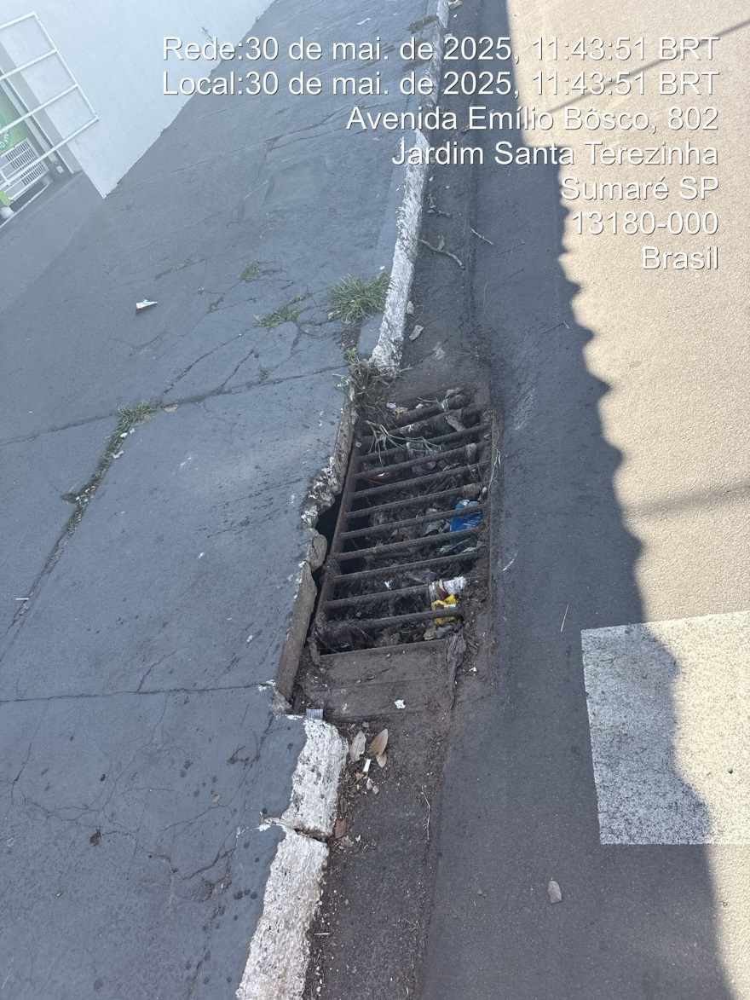 Rede:30 de mai. de 2025, 11:43:51 BRT
Local:30 de mai. de 2025, 11:43:51 BRT
Avenida Emílio Bôsco, 802
Jardim Santa Terezinha
Sumaré SP
13180-000
Brasil